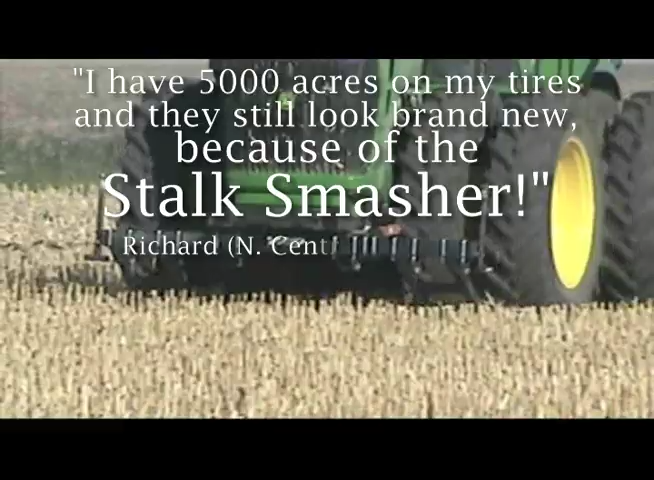 "I have 5000 acres on my tires
and they still look brand new,
because of the
Stalk Smasher!"
Richard (N. Cent